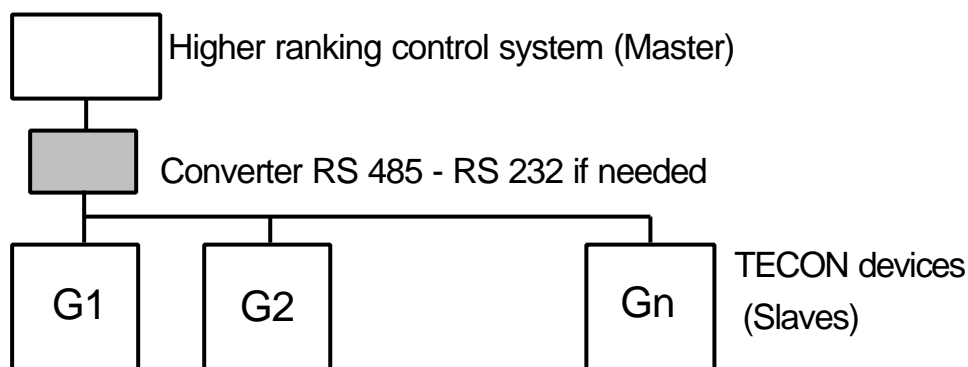 Higher ranking control system (Master)
Converter RS 485 - RS 232 if needed
G1
G2
Gn
TECON devices
(Slaves)